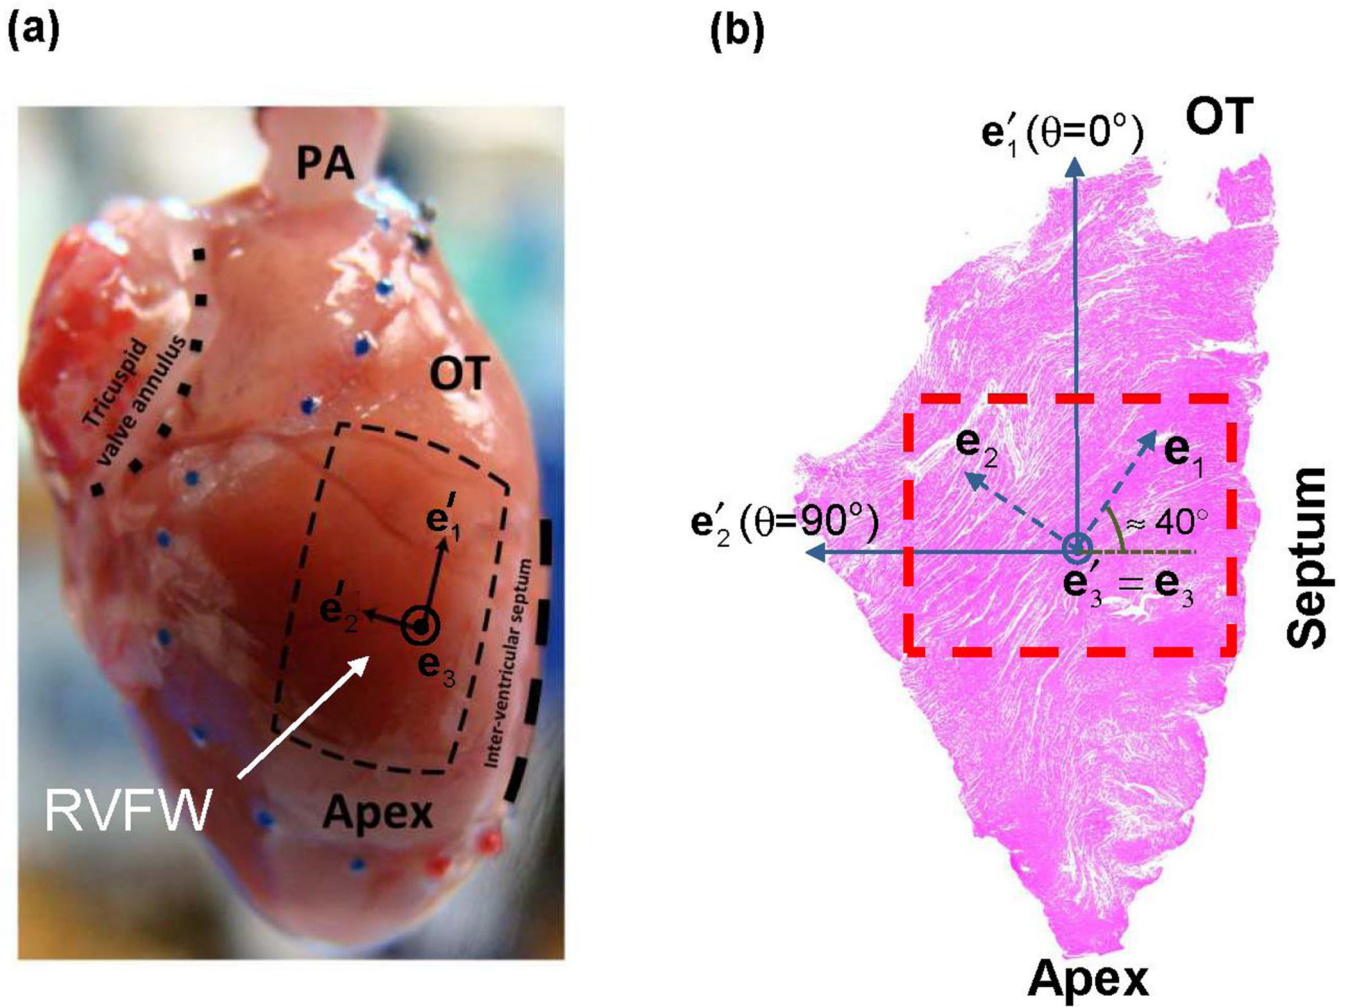 (a)
PA
Tricuspid
valve annulus
OT
e′1
e′2
e3
Inter-ventricular septum
RVFW
Apex
(b)
OT
e′1 (θ=0°)
e2
e1
e′2 (θ=90°)
≈ 40°
e′3 = e3
Septum
Apex